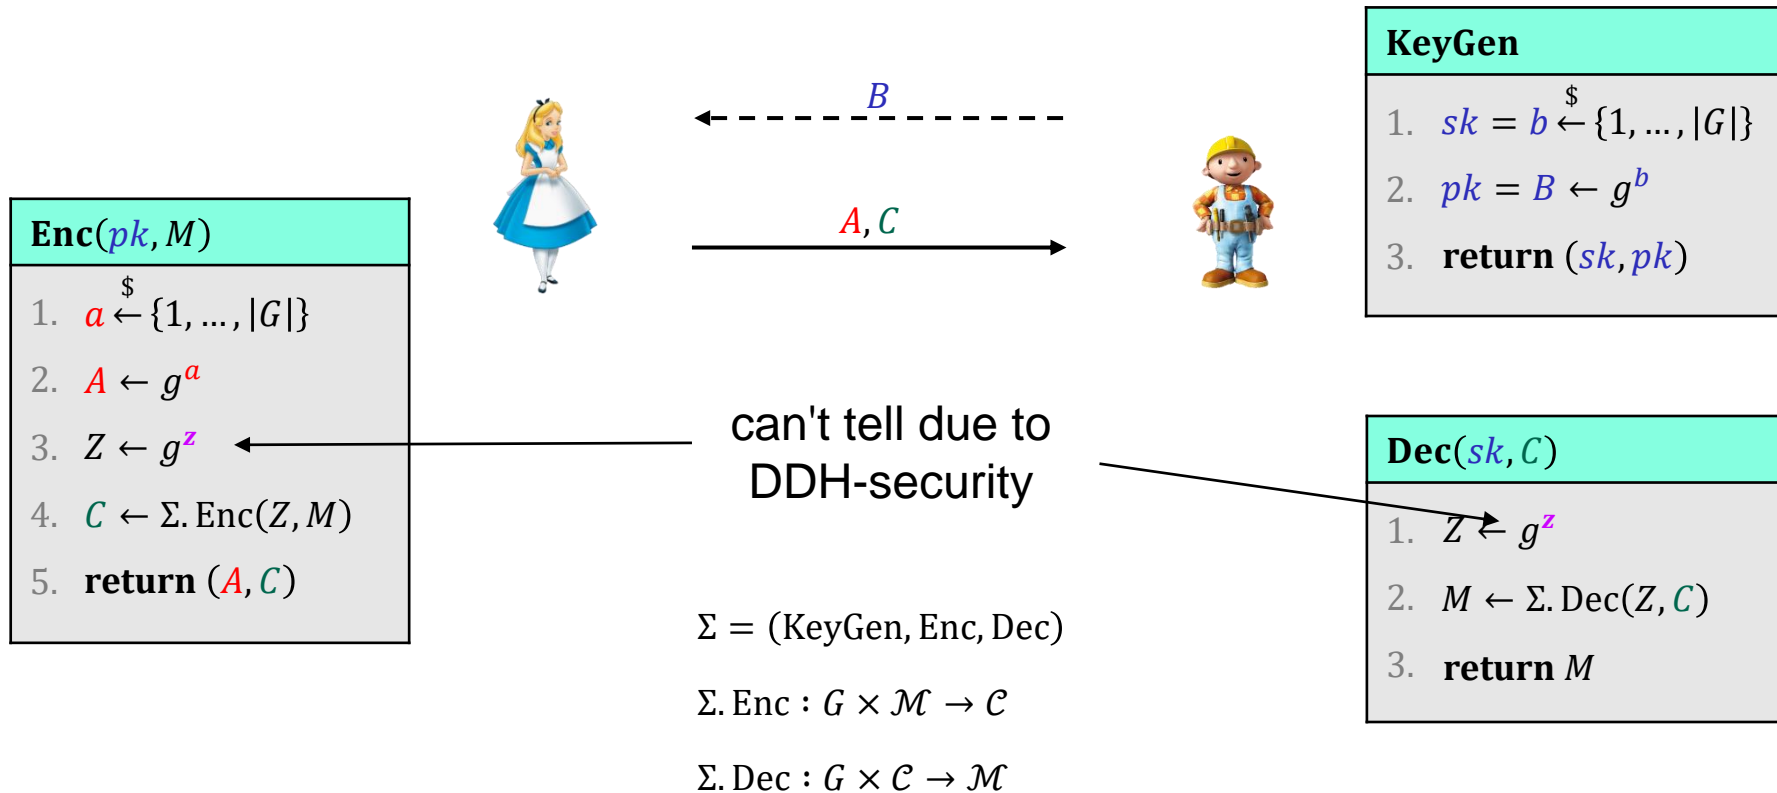 B
A, C
Enc(pk, M)
1. a $← {1, ..., |G|}
2. A ← g^a
3. Z ← g^z
4. C ← Σ. Enc(Z, M)
5. return (A, C)
can't tell due to
DDH-security
Σ = (KeyGen, Enc, Dec)
Σ. Enc ∶ G × ℳ → 𝒞
Σ. Dec ∶ G × 𝒞 → ℳ
KeyGen
1. sk = b $← {1, ..., |G|}
2. pk = B ← g^b
3. return (sk, pk)
Dec(sk, C)
1. Z ← g^z
2. M ← Σ. Dec(Z, C)
3. return M